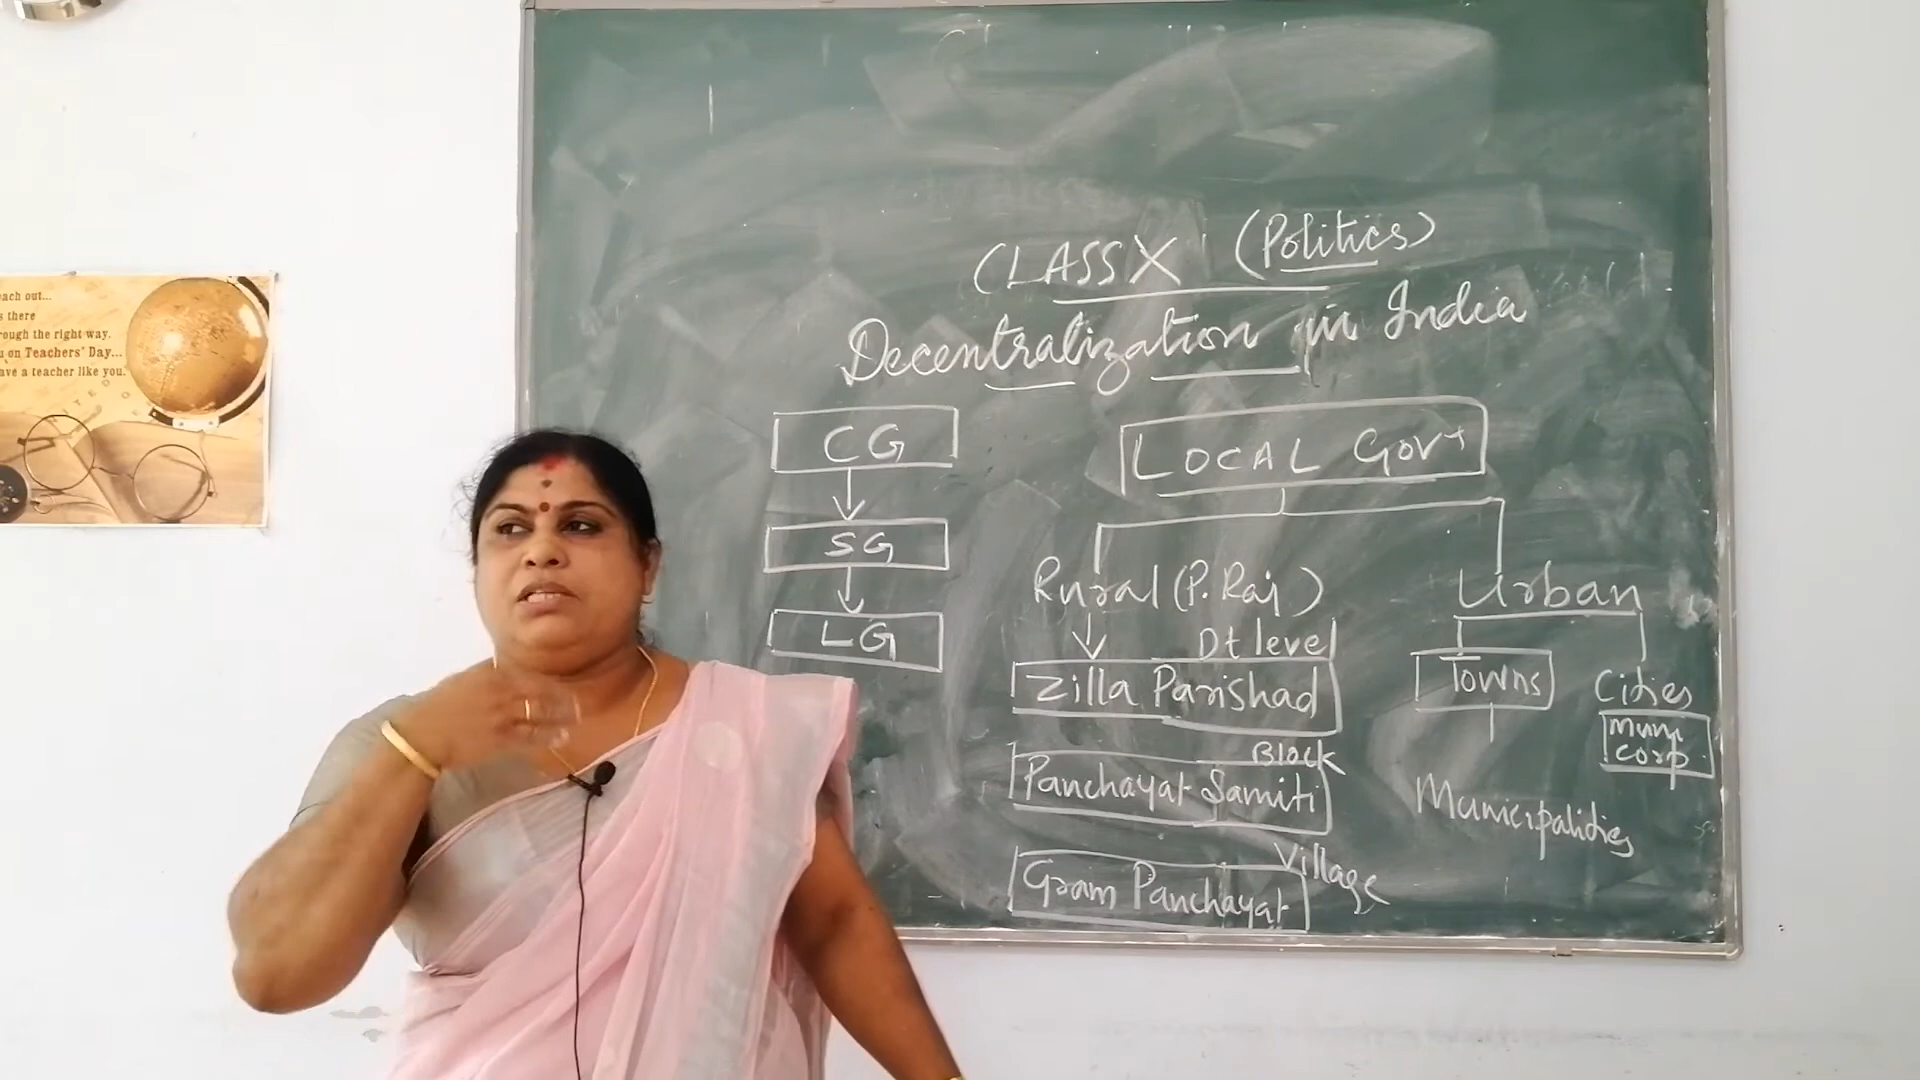 CLASS X (Politics)
Decentralization in India
CG
SG
LG
LOCAL Govt
Rural (P. Raj)
Dt level
Zilla Parishad
Block
Panchayat Samiti
Village
Gram Panchayat
Urban
Towns
Municipalities
Cities
Muni
Corp
each out...
s there
rough the right way.
u on Teachers' Day...
ave a teacher like you.